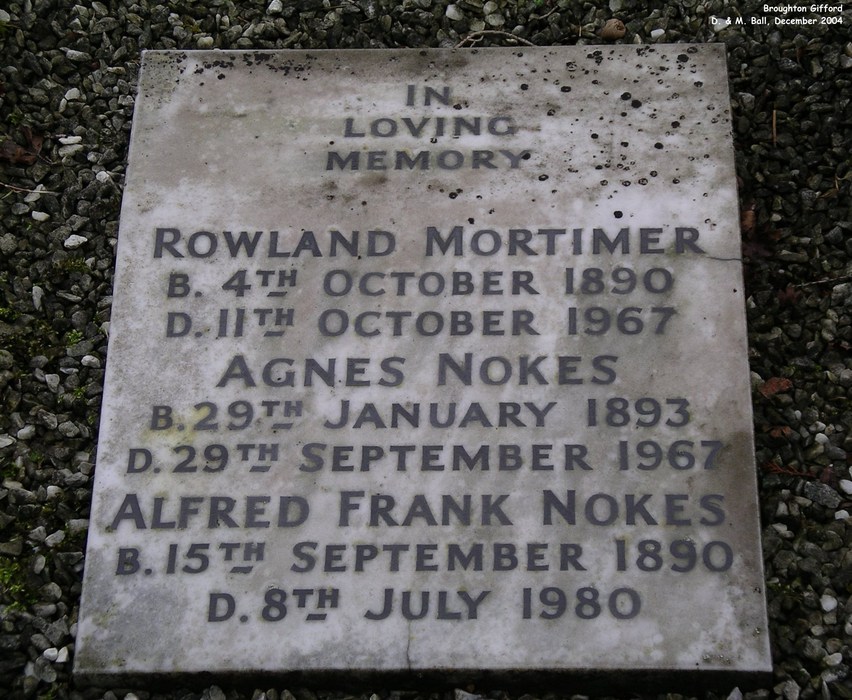 Broughton Gifford
D. & M. Ball, December 2004
IN
LOVING
MEMORY
ROWLAND MORTIMER
B. 4TH OCTOBER 1890
D. 11TH OCTOBER 1967
AGNES NOKES
B. 29TH JANUARY 1893
D. 29TH SEPTEMBER 1967
ALFRED FRANK NOKES
B. 15TH SEPTEMBER 1890
D. 8TH JULY 1980